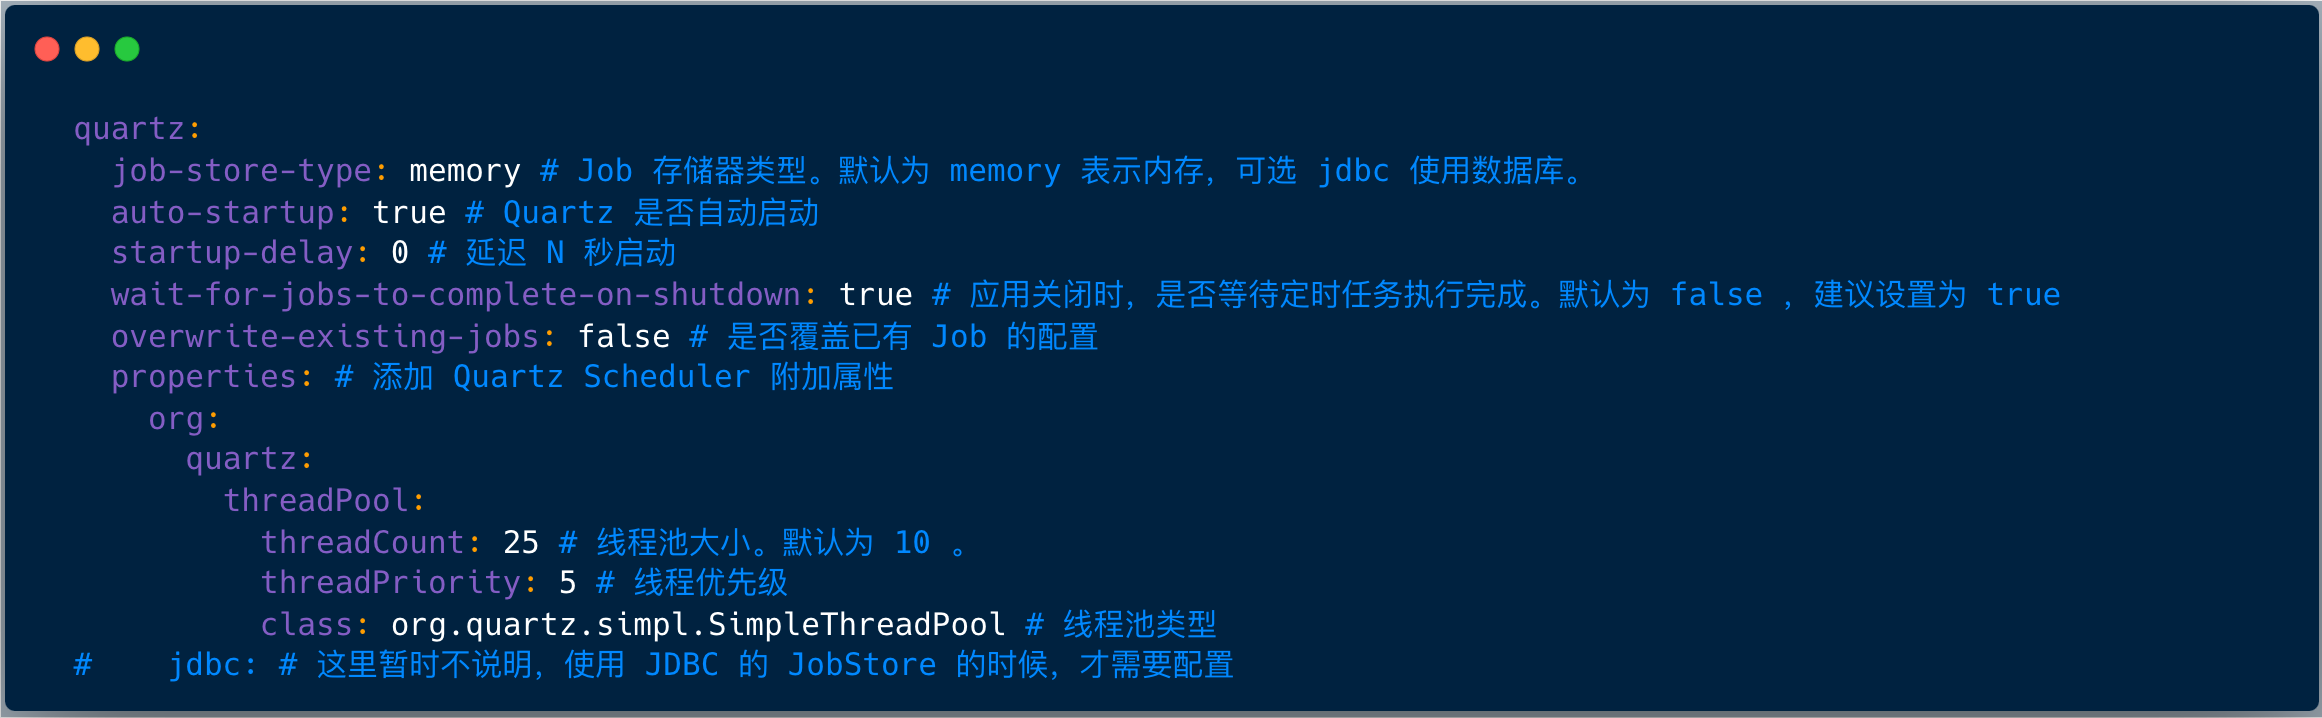 quartz:
  job-store-type: memory # Job 存储器类型。默认为 memory 表示内存，可选 jdbc 使用数据库。
  auto-startup: true # Quartz 是否自动启动
  startup-delay: 0 # 延迟 N 秒启动
  wait-for-jobs-to-complete-on-shutdown: true # 应用关闭时，是否等待定时任务执行完成。默认为 false ，建议设置为 true
  overwrite-existing-jobs: false # 是否覆盖已有 Job 的配置
  properties: # 添加 Quartz Scheduler 附加属性
    org:
      quartz:
        threadPool:
          threadCount: 25 # 线程池大小。默认为 10 。
          threadPriority: 5 # 线程优先级
          class: org.quartz.simpl.SimpleThreadPool # 线程池类型
#    jdbc: # 这里暂时不说明，使用 JDBC 的 JobStore 的时候，才需要配置